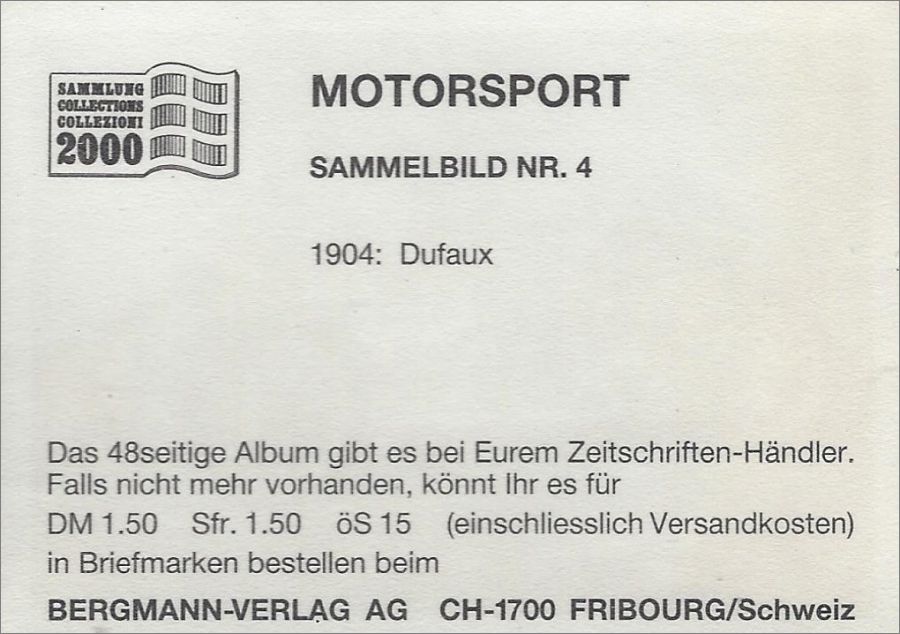 SAMMLUNG
COLLECTIONS
COLLEZIONI
2000
MOTORSPORT
SAMMELBILD NR. 4
1904: Dufaux
Das 48seitige Album gibt es bei Eurem Zeitschriften-Händler.
Falls nicht mehr vorhanden, könnt Ihr es für
DM 1.50 Sfr. 1.50 öS 15 (einschliesslich Versandkosten)
in Briefmarken bestellen beim
BERGMANN-VERLAG AG CH-1700 FRIBOURG/Schweiz